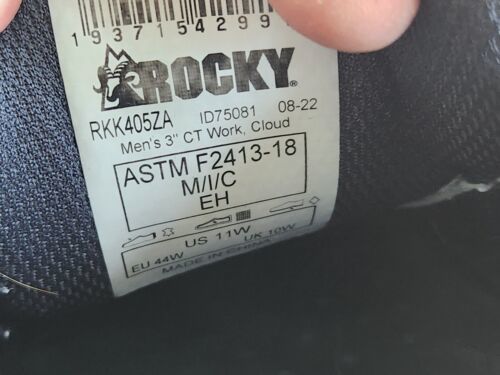 1937154299
ROCKY®
RKK405ZA ID75081 08-22
Men's 3" CT Work, Cloud
ASTM F2413-18
M/I/C
EH
EU 44W US 11W UK 10W
MADE IN CHINA